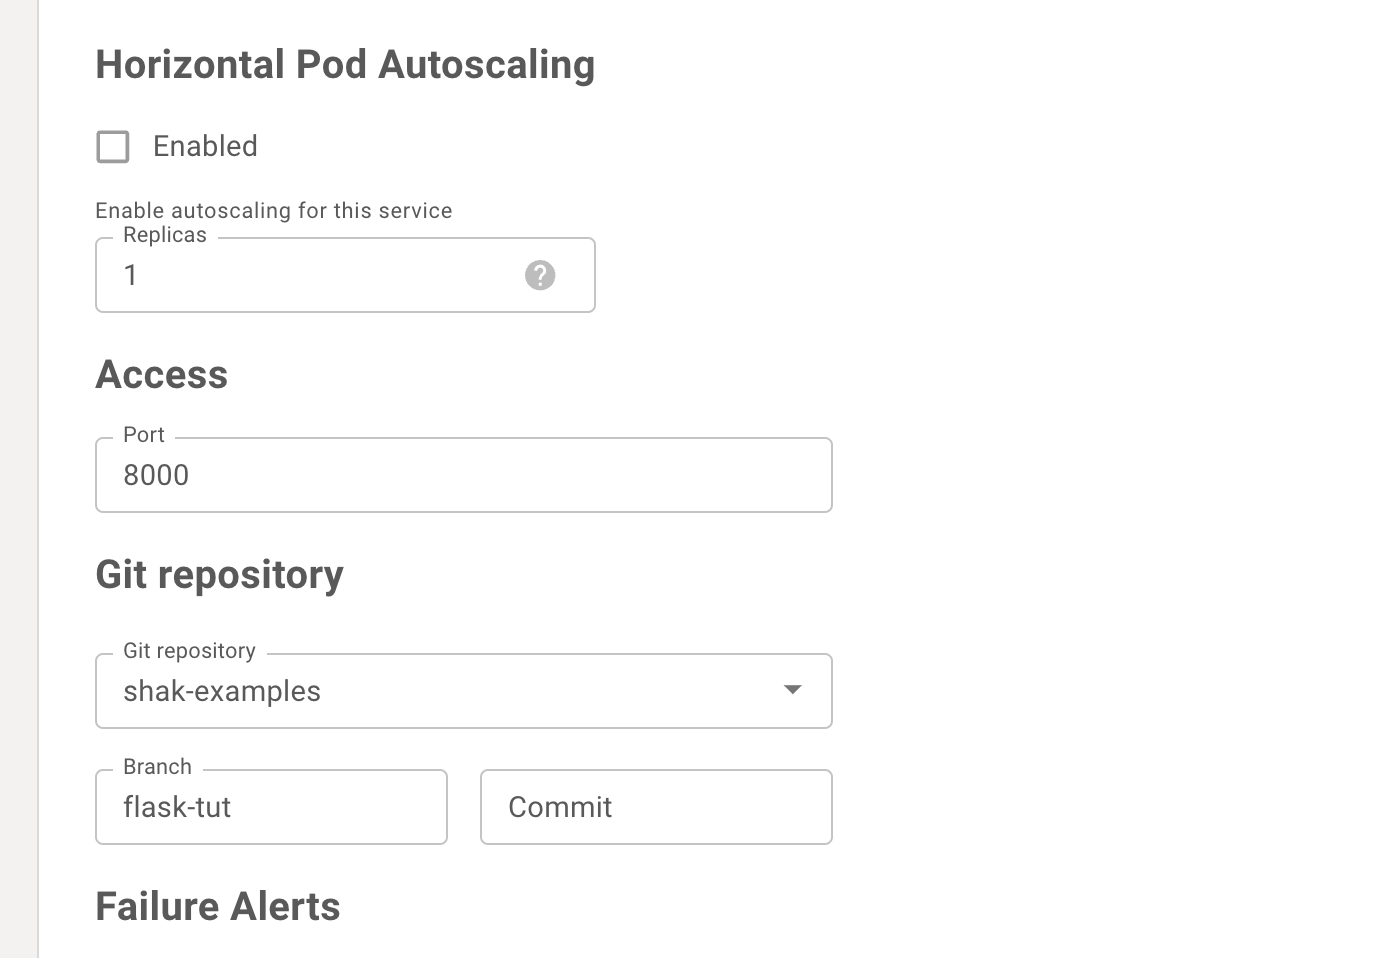 Horizontal Pod Autoscaling
Enabled
Enable autoscaling for this service
Replicas
1
?
Access
Port
8000
Git repository
Git repository
shak-examples
Branch
flask-tut
Commit
Failure Alerts